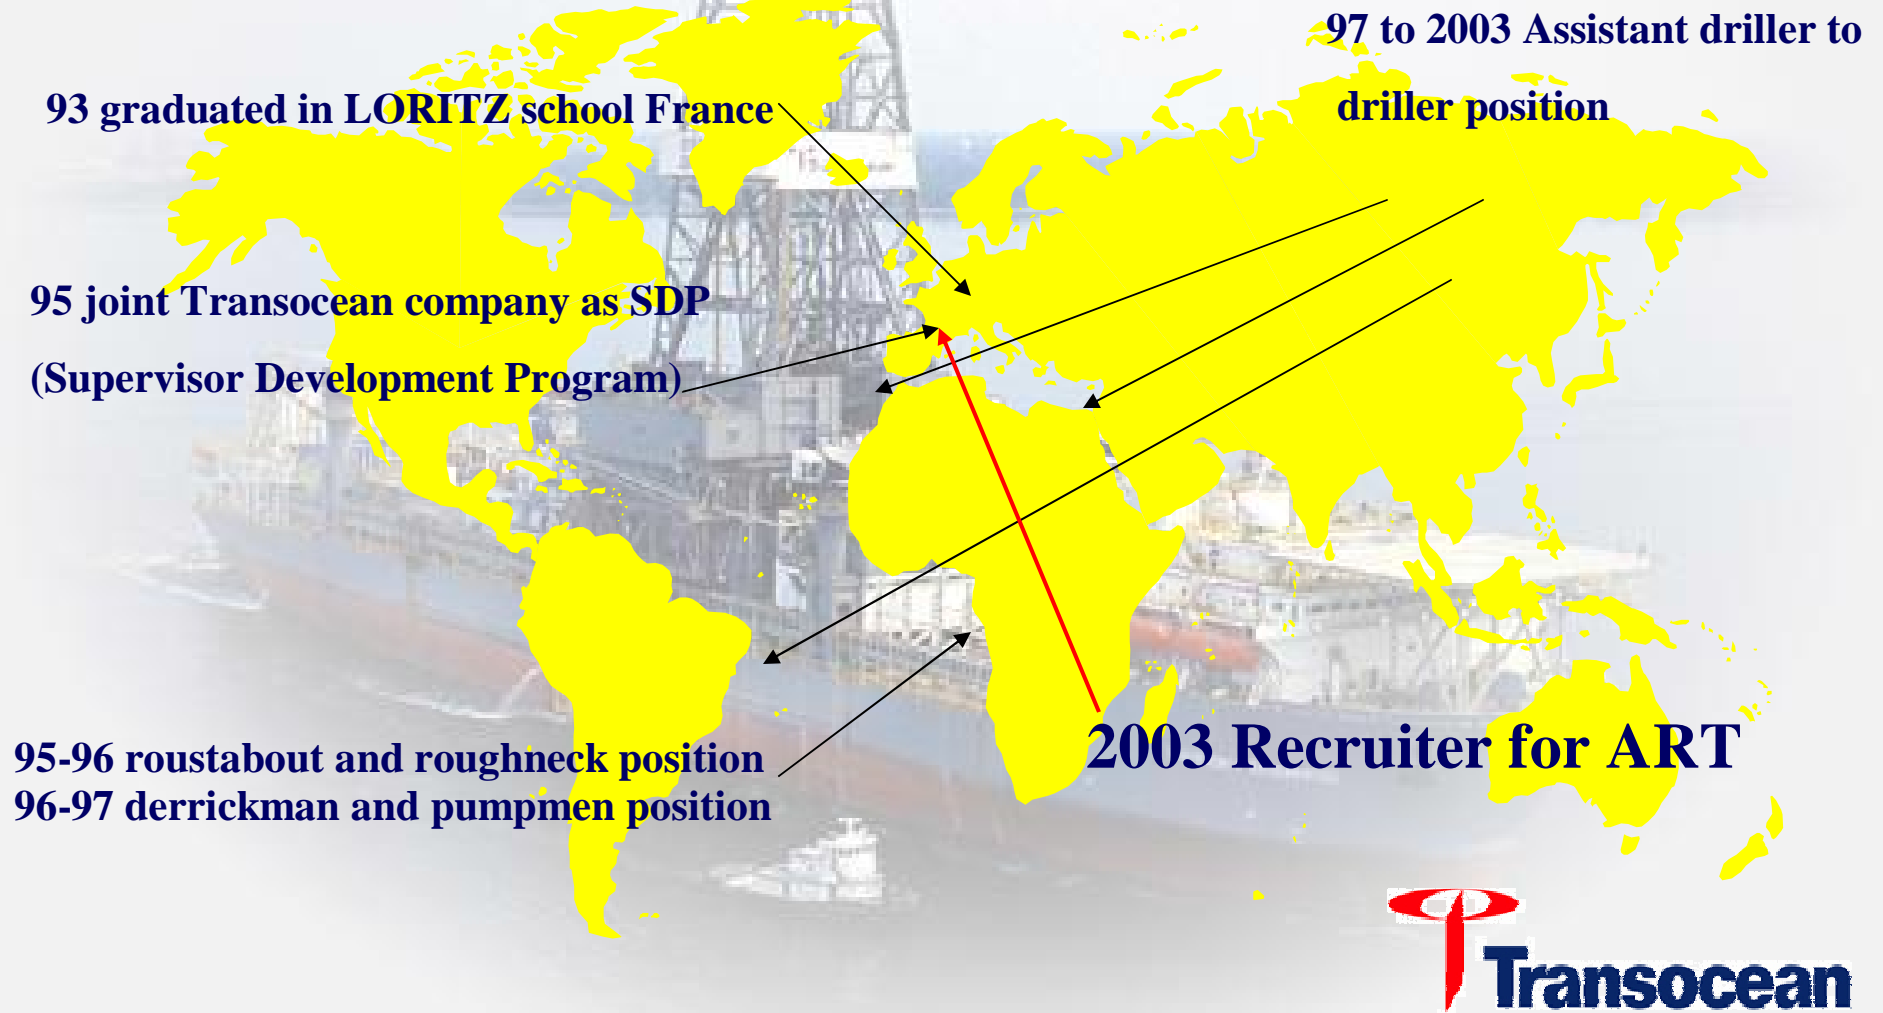 97 to 2003 Assistant driller to
driller position
93 graduated in LORITZ school France
95 joint Transocean company as SDP
(Supervisor Development Program)
95-96 roustabout and roughneck position
96-97 derrickman and pumpmen position
2003 Recruiter for ART
Transocean